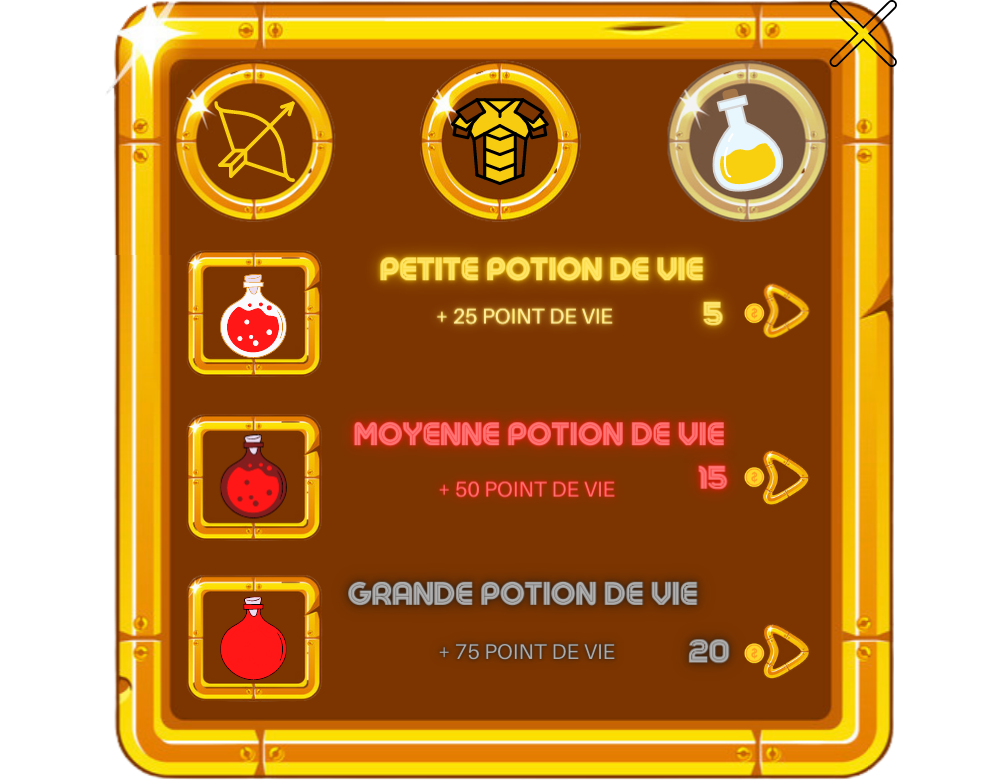 PETITE POTION DE VIE
+ 25 POINT DE VIE
5
MOYENNE POTION DE VIE
15
+ 50 POINT DE VIE
GRANDE POTION DE VIE
+ 75 POINT DE VIE
20